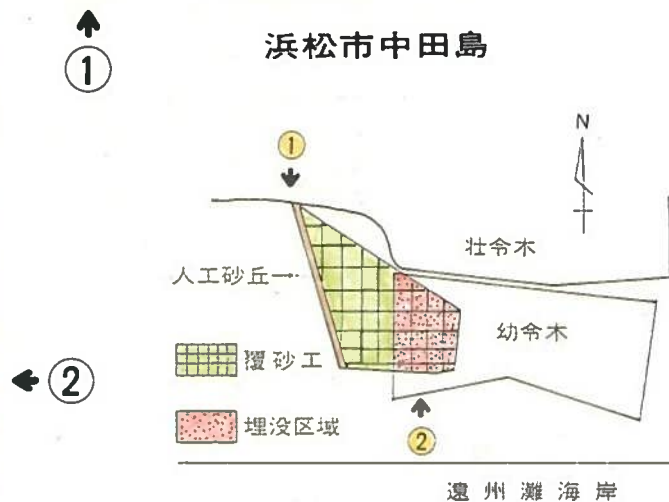 ①
浜松市中田島
①
N
壮令木
人工砂丘
幼令木
覆砂工
②
埋没区域
②
遠州灘海岸